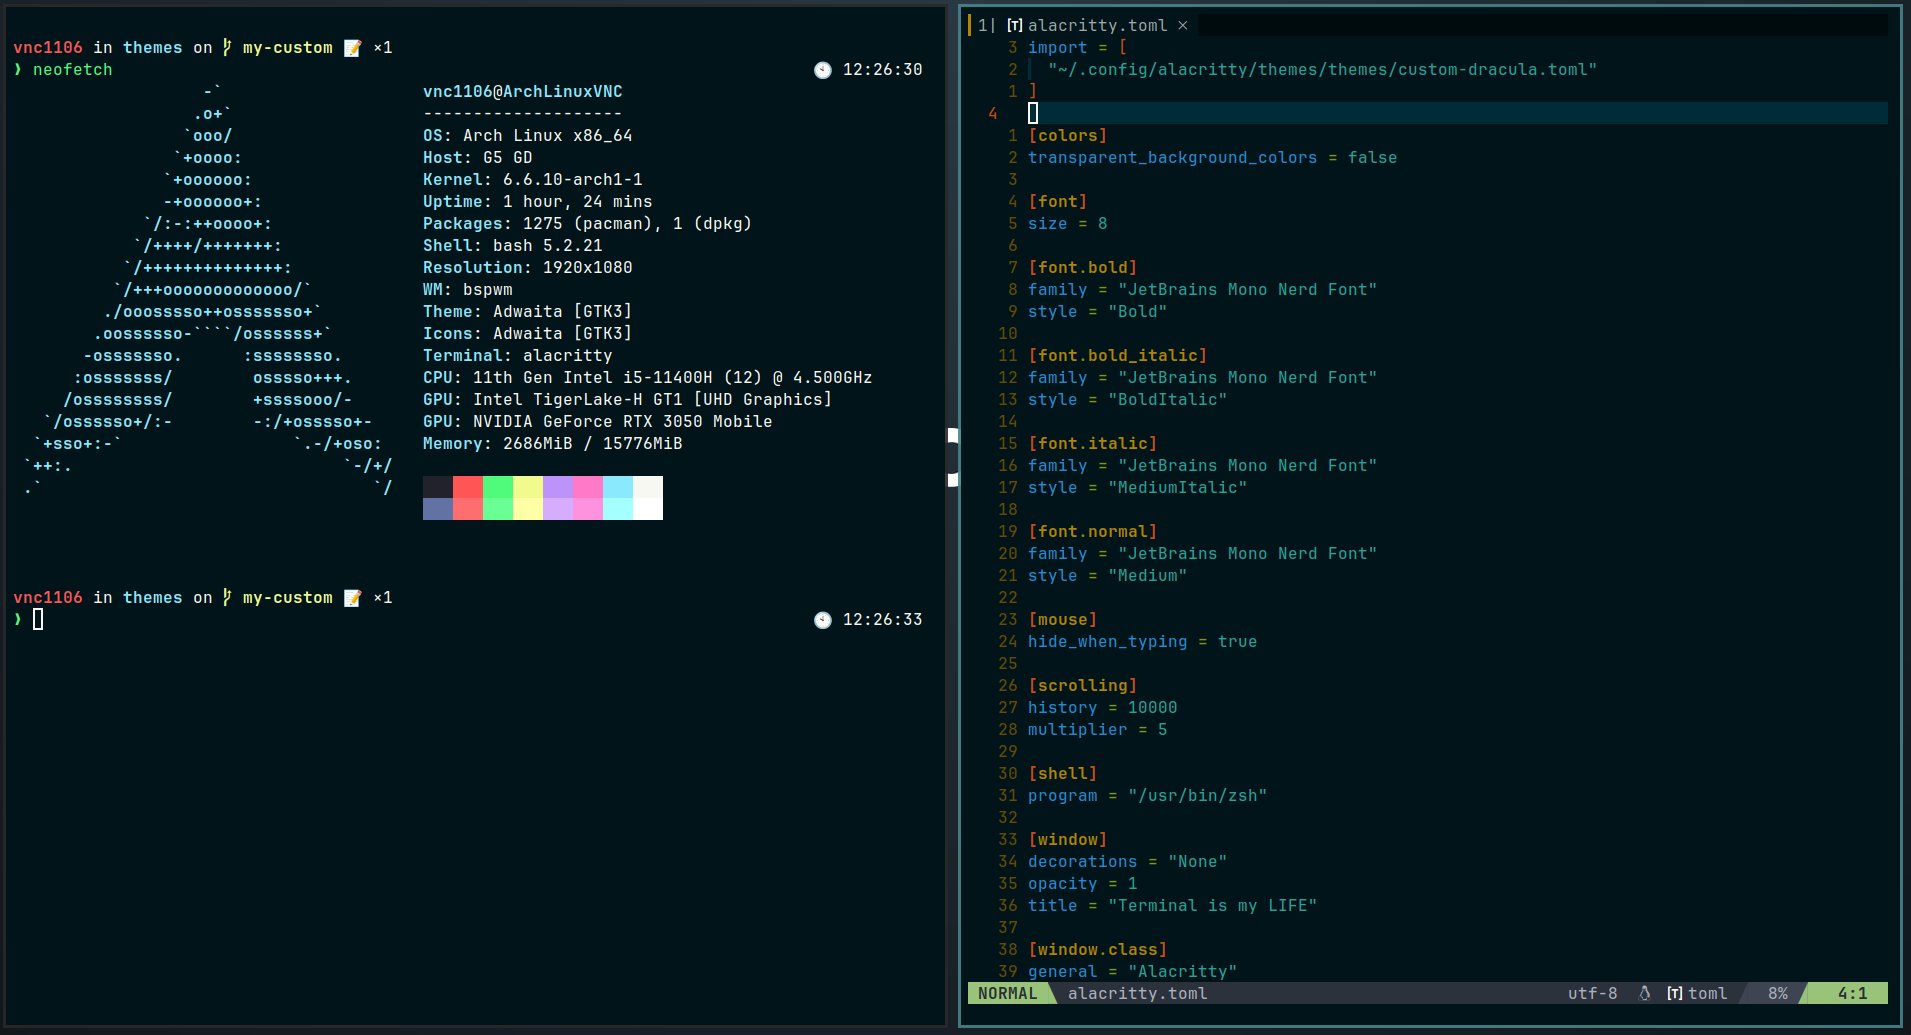 vnc1106 in themes on my-custom 📝 ×1
❱ neofetch 🕙 12:26:30
-`
.o+`
`ooo/
`+oooo:
`+oooooo:
-+oooooo+:
`/:-:++oooo+:
`/++++/+++++++:
`/++++++++++++++:
`/+++ooooooooooooo/`
./ooosssso++osssssso+`
.oossssso-````/ossssss+`
-osssssso. :ssssssso.
:osssssss/ osssso+++.
/ossssssss/ +ssssooo/-
`/ossssso+/:- -:/+osssso+-
`+sso+:-` `.-/+oso:
`++:. `-/+/
.` `/
vnc1106@ArchLinuxVNC
--------------------
OS: Arch Linux x86_64
Host: G5 GD
Kernel: 6.6.10-arch1-1
Uptime: 1 hour, 24 mins
Packages: 1275 (pacman), 1 (dpkg)
Shell: bash 5.2.21
Resolution: 1920x1080
WM: bspwm
Theme: Adwaita [GTK3]
Icons: Adwaita [GTK3]
Terminal: alacritty
CPU: 11th Gen Intel i5-11400H (12) @ 4.500GHz
GPU: Intel TigerLake-H GT1 [UHD Graphics]
GPU: NVIDIA GeForce RTX 3050 Mobile
Memory: 2686MiB / 15776MiB
vnc1106 in themes on my-custom 📝 ×1
❱ 🕙 12:26:33
1| [T] alacritty.toml ×
3 import = [
2 "~/.config/alacritty/themes/themes/custom-dracula.toml"
1 ]
4
1 [colors]
2 transparent_background_colors = false
3
4 [font]
5 size = 8
6
7 [font.bold]
8 family = "JetBrains Mono Nerd Font"
9 style = "Bold"
10
11 [font.bold_italic]
12 family = "JetBrains Mono Nerd Font"
13 style = "BoldItalic"
14
15 [font.italic]
16 family = "JetBrains Mono Nerd Font"
17 style = "MediumItalic"
18
19 [font.normal]
20 family = "JetBrains Mono Nerd Font"
21 style = "Medium"
22
23 [mouse]
24 hide_when_typing = true
25
26 [scrolling]
27 history = 10000
28 multiplier = 5
29
30 [shell]
31 program = "/usr/bin/zsh"
32
33 [window]
34 decorations = "None"
35 opacity = 1
36 title = "Terminal is my LIFE"
37
38 [window.class]
39 general = "Alacritty"
NORMAL alacritty.toml utf-8 [T] toml 8% 4:1